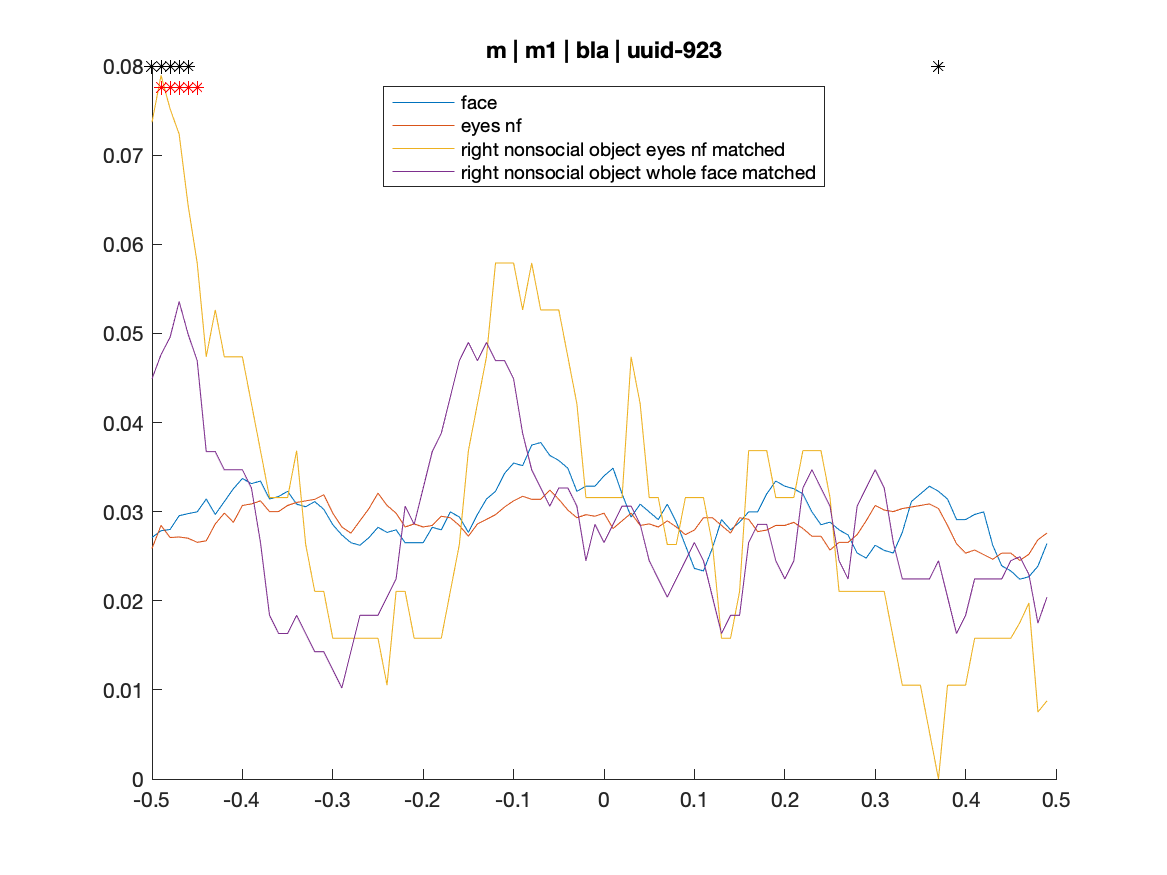 m | m1 | bla | uuid-923
face
eyes nf
right nonsocial object eyes nf matched
right nonsocial object whole face matched
0.08
0.07
0.06
0.05
0.04
0.03
0.02
0.01
0
-0.5 -0.4 -0.3 -0.2 -0.1 0 0.1 0.2 0.3 0.4 0.5